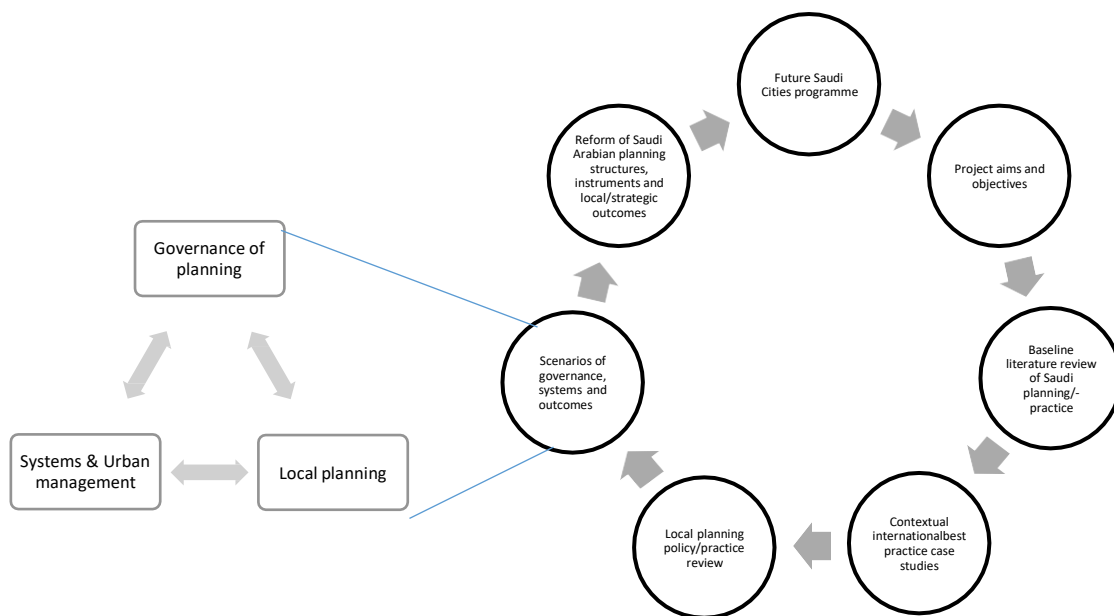 Future Saudi
Cities programme
Project aims and
objectives
Baseline
literature review
of Saudi
planning/-
practice
Contextual
internationalbest
practice case
studies
Local planning
policy/practice
review
Scenarios of
governance,
systems and
outcomes
Reform of Saudi
Arabian planning
structures,
instruments and
local/strategic
outcomes
Governance of
planning
Systems & Urban
management
Local planning